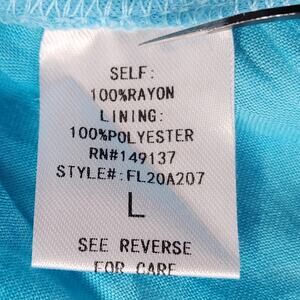 SELF:
100%RAYON
LINING:
100%POLYESTER
RN#149137
STYLE#:FL20A207
L
SEE REVERSE
FOR CARE